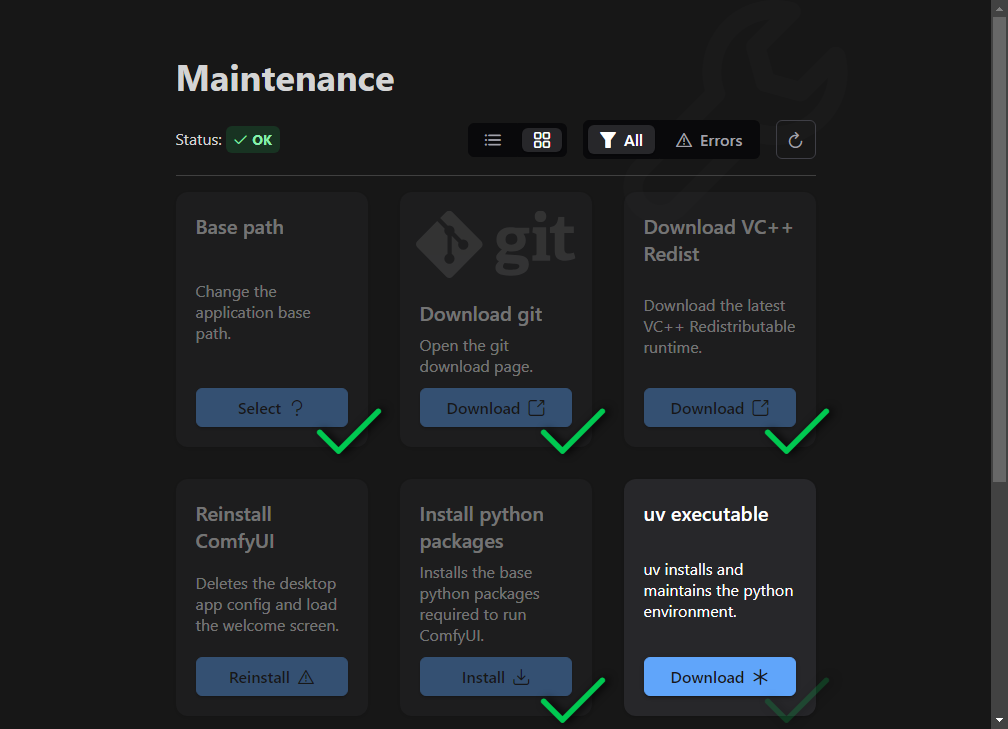 Maintenance
Status: OK
All
Errors
Base path
Change the
application base
path.
Select ?
git
Download git
Open the git
download page.
Download
Download VC++
Redist
Download the latest
VC++ Redistributable
runtime.
Download
Reinstall
ComfyUI
Deletes the desktop
app config and load
the welcome screen.
Reinstall
Install python
packages
Installs the base
python packages
required to run
ComfyUI.
Install
uv executable
uv installs and
maintains the python
environment.
Download